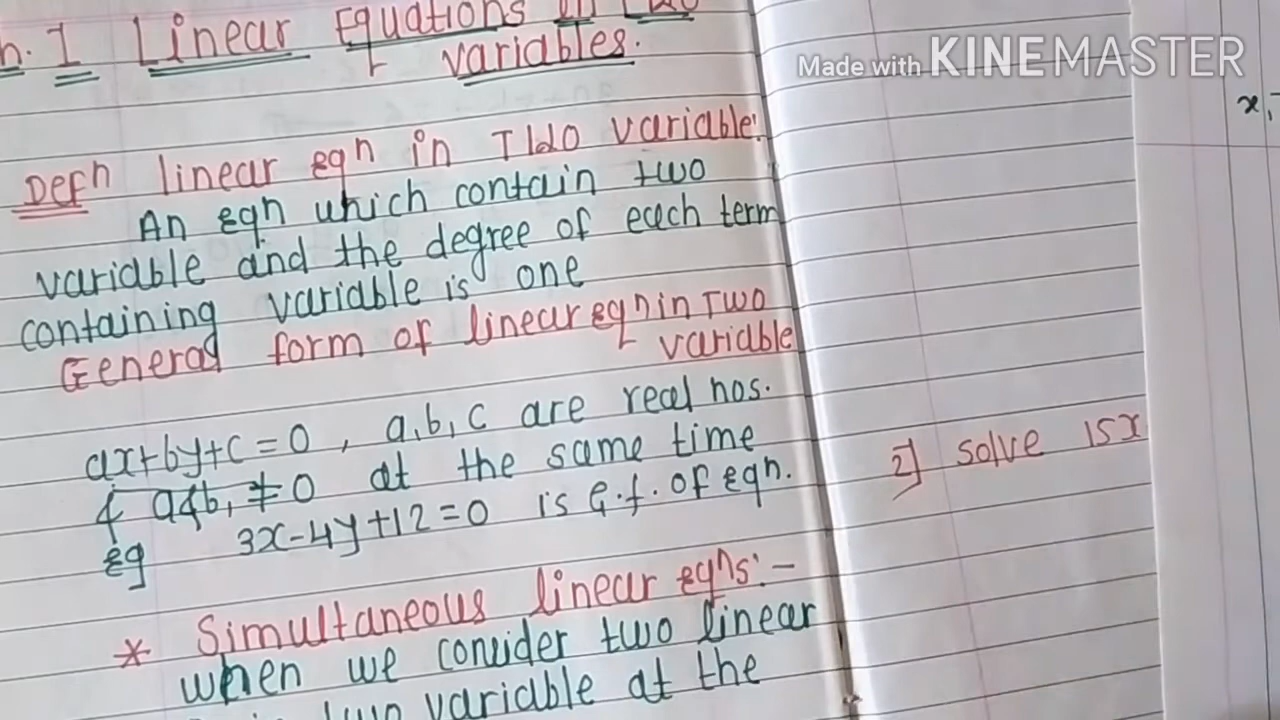 h. 1 Linear Equations in Two
variables.
Defn linear eqn in Two variable:
An eqn which contain two
variable and the degree of each term
containing variable is one
General form of linear eqn in Two
variable
ax+by+c = 0, a,b,c are real nos.
& a&b, ≠ 0 at the same time
eg 3x-4y+12=0 is G.f. of eqn.
* Simultaneous linear eqns:-
when we consider two linear
two variable at the
2] solve 15x
x,
Made with KINEMASTER